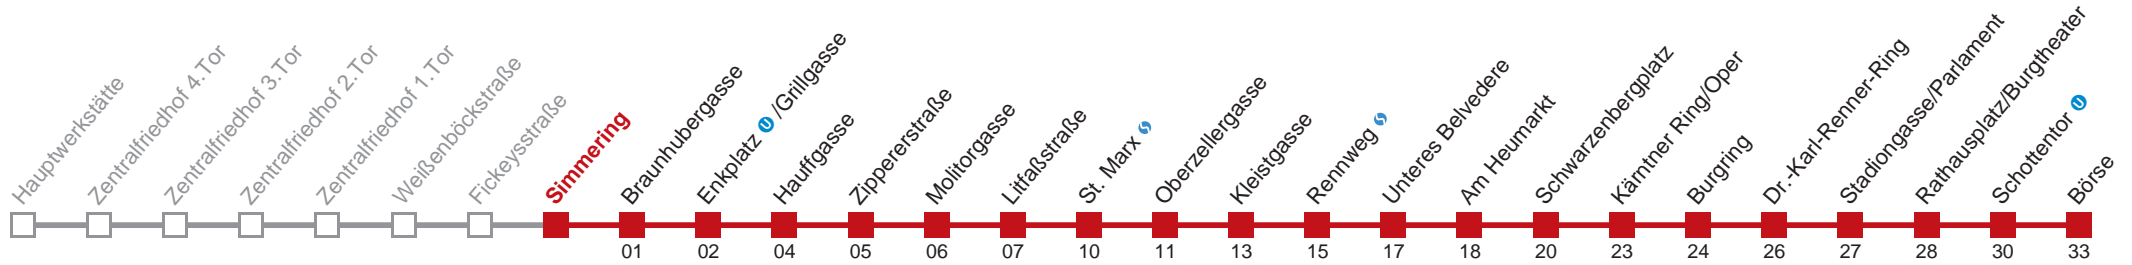 Hauptwerkstätte
Zentralfriedhof 4.Tor
Zentralfriedhof 3.Tor
Zentralfriedhof 2.Tor
Zentralfriedhof 1.Tor
Weißenböckstraße
Fickeysstraße
Simmering
Braunhubergasse
Enkplatz U /Grillgasse
Hauffgasse
Zippererstraße
Molitorgasse
Litfaßstraße
St. Marx S
Oberzellergasse
Kleistgasse
Rennweg S
Unteres Belvedere
Am Heumarkt
Schwarzenbergplatz
Kärntner Ring/Oper
Burgring
Dr.-Karl-Renner-Ring
Stadiongasse/Parlament
Rathausplatz/Burgtheater
Schottentor U
Börse
01 02 04 05 06 07 10 11 13 15 17 18 20 23 24 26 27 28 30 33